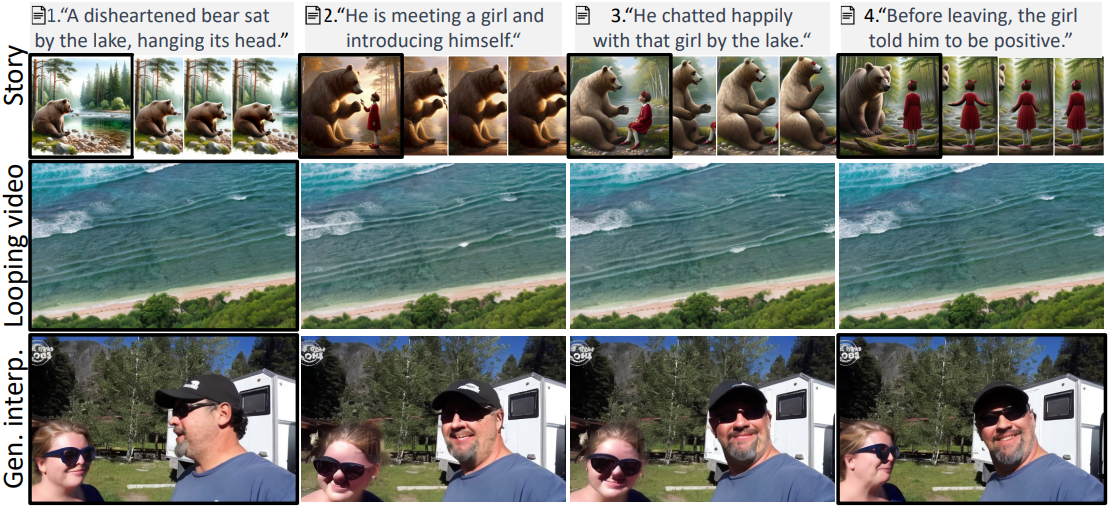 1.“A disheartened bear sat
by the lake, hanging its head.”
2.“He is meeting a girl and
introducing himself.“
3.“He chatted happily
with that girl by the lake.“
4.“Before leaving, the girl
told him to be positive.”
Story
Looping video
Gen. interp.